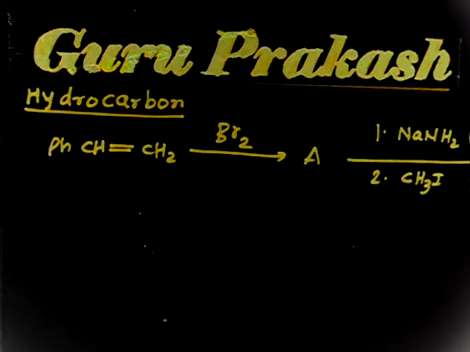 Guru Prakash
Hydrocarbon
Ph CH=CH₂ —Br₂→ A 1. NaNH₂
2. CH₃I